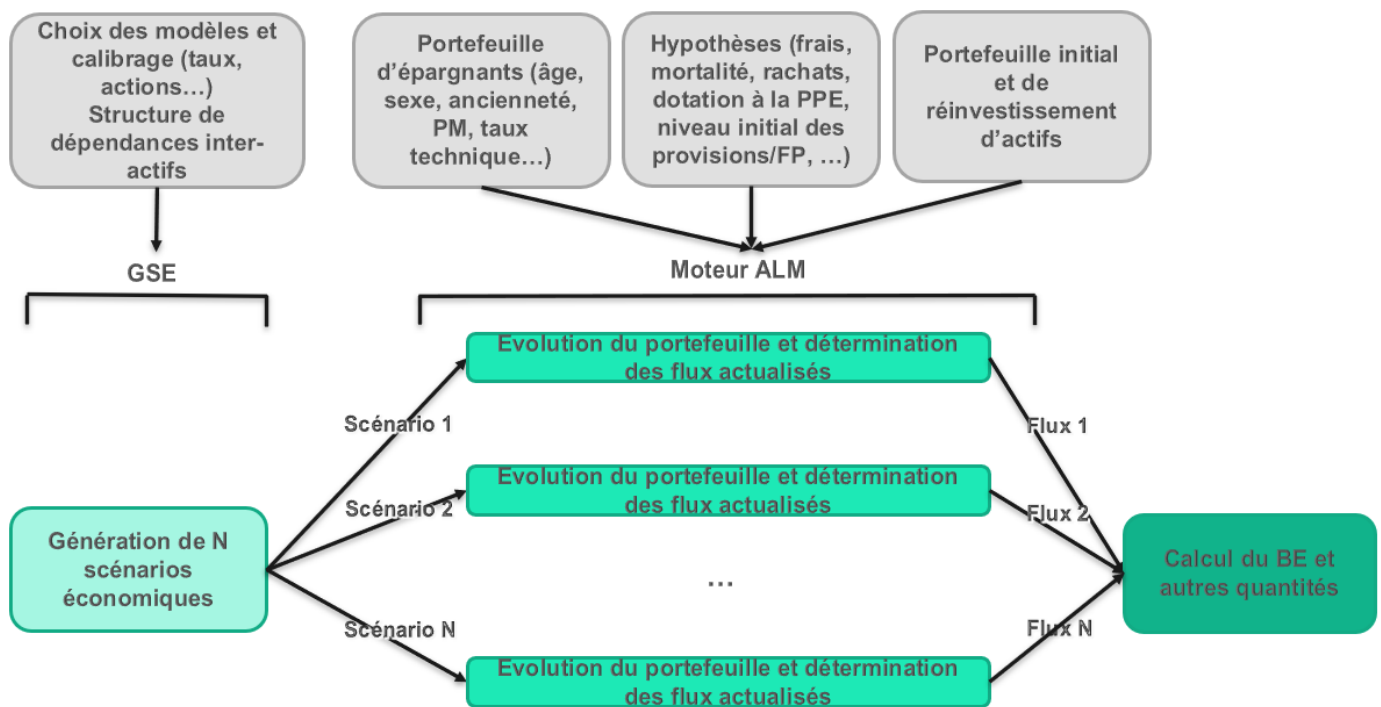 Choix des modèles et
calibrage (taux,
actions…)
Structure de
dépendances inter-
actifs
Portefeuille
d'épargnants (âge,
sexe, ancienneté,
PM, taux
technique…)
Hypothèses (frais,
mortalité, rachats,
dotation à la PPE,
niveau initial des
provisions/FP, …)
Portefeuille initial
et de
réinvestissement
d'actifs
GSE
Moteur ALM
Evolution du portefeuille et détermination
des flux actualisés
Scénario 1
Flux 1
Evolution du portefeuille et détermination
des flux actualisés
Scénario 2
Flux 2
Génération de N
scénarios
économiques
…
Calcul du BE et
autres quantités
Scénario N
Flux N
Evolution du portefeuille et détermination
des flux actualisés